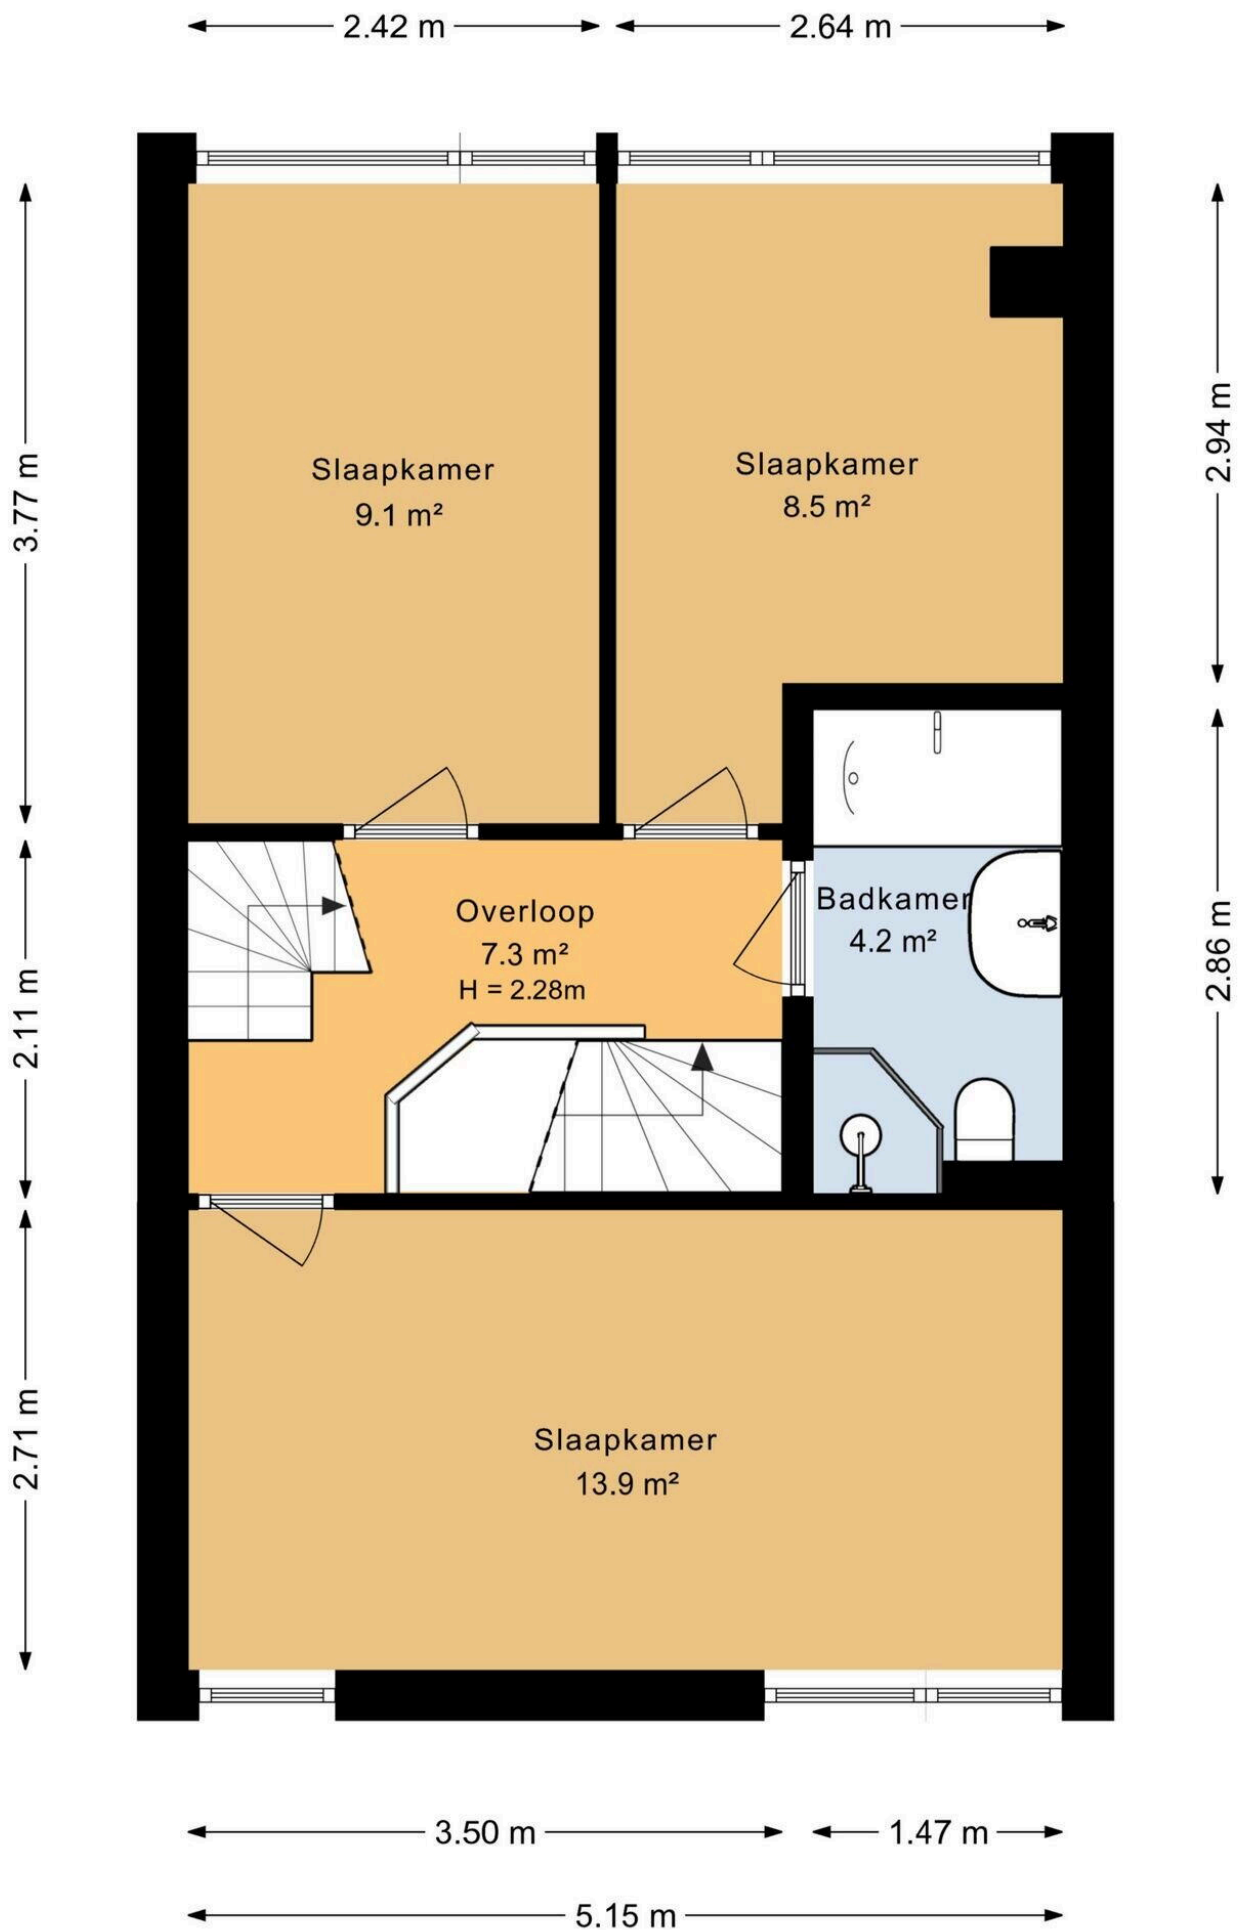 2.42 m
2.64 m
3.77 m
2.94 m
Slaapkamer
9.1 m²
Slaapkamer
8.5 m²
2.11 m
Overloop
7.3 m²
H = 2.28m
Badkamer
4.2 m²
2.86 m
2.71 m
Slaapkamer
13.9 m²
3.50 m
1.47 m
5.15 m